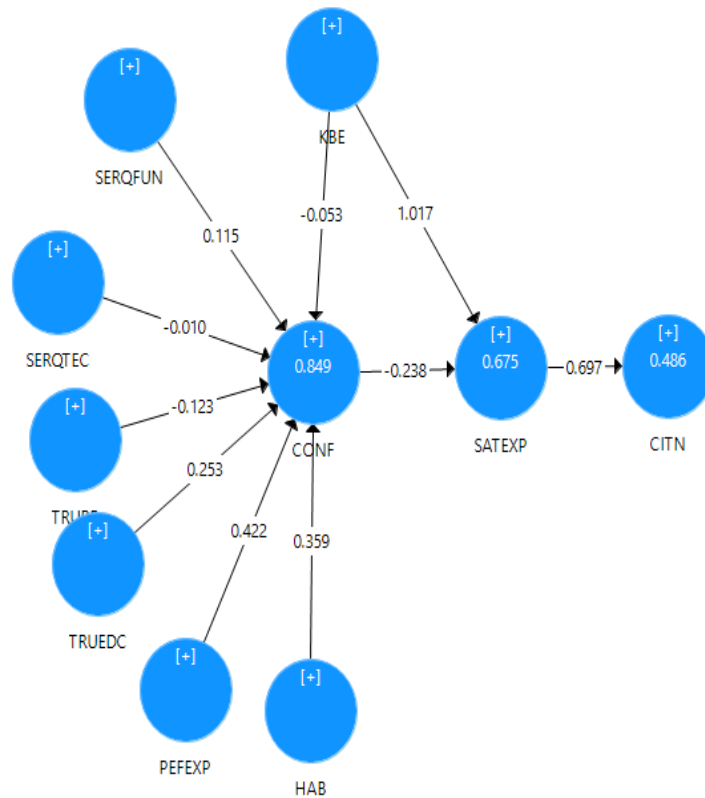 [+]
KBE
[+]
SERQFUN
-0.053
1.017
0.115
[+]
SERQTEC
-0.010
[+]
0.849
CONF
-0.238
[+]
0.675
SATEXP
0.697
[+]
0.486
CITN
[+]
-0.123
0.253
[+]
TRUEDC
0.422
0.359
[+]
PEFEXP
[+]
HAB